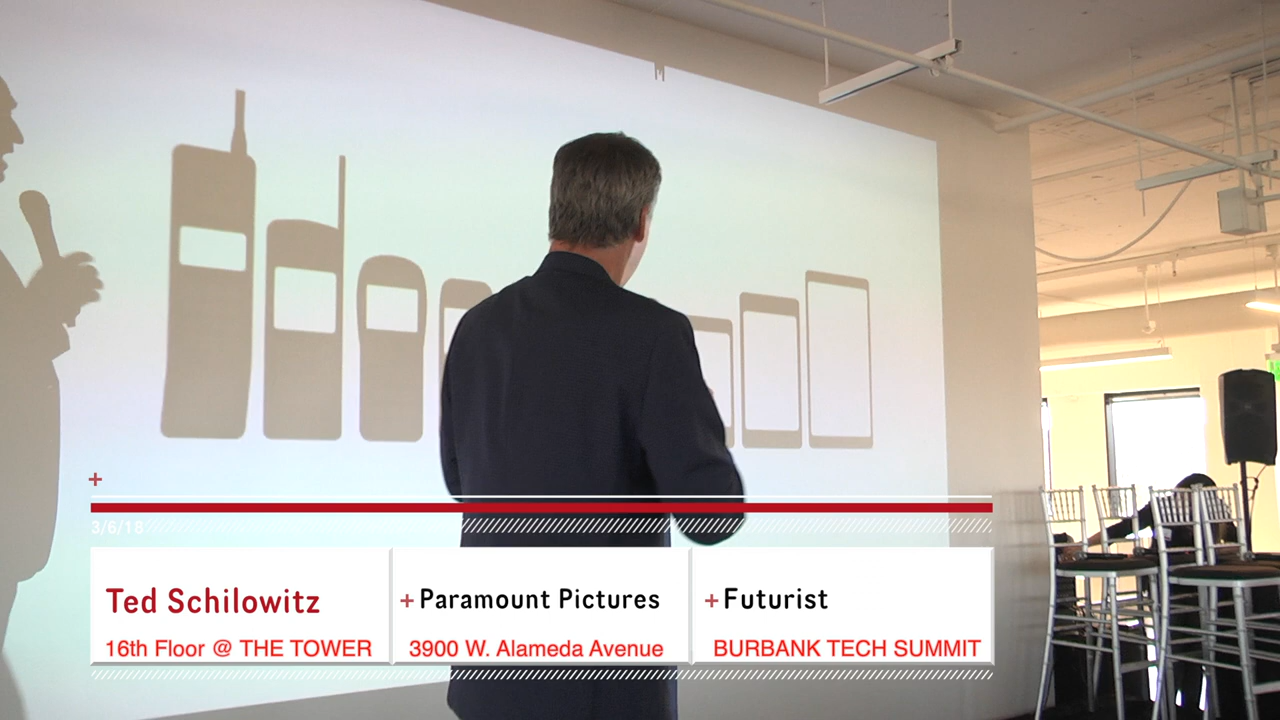 3/6/18
Ted Schilowitz
+Paramount Pictures
+Futurist
16th Floor @ THE TOWER
3900 W. Alameda Avenue
BURBANK TECH SUMMIT